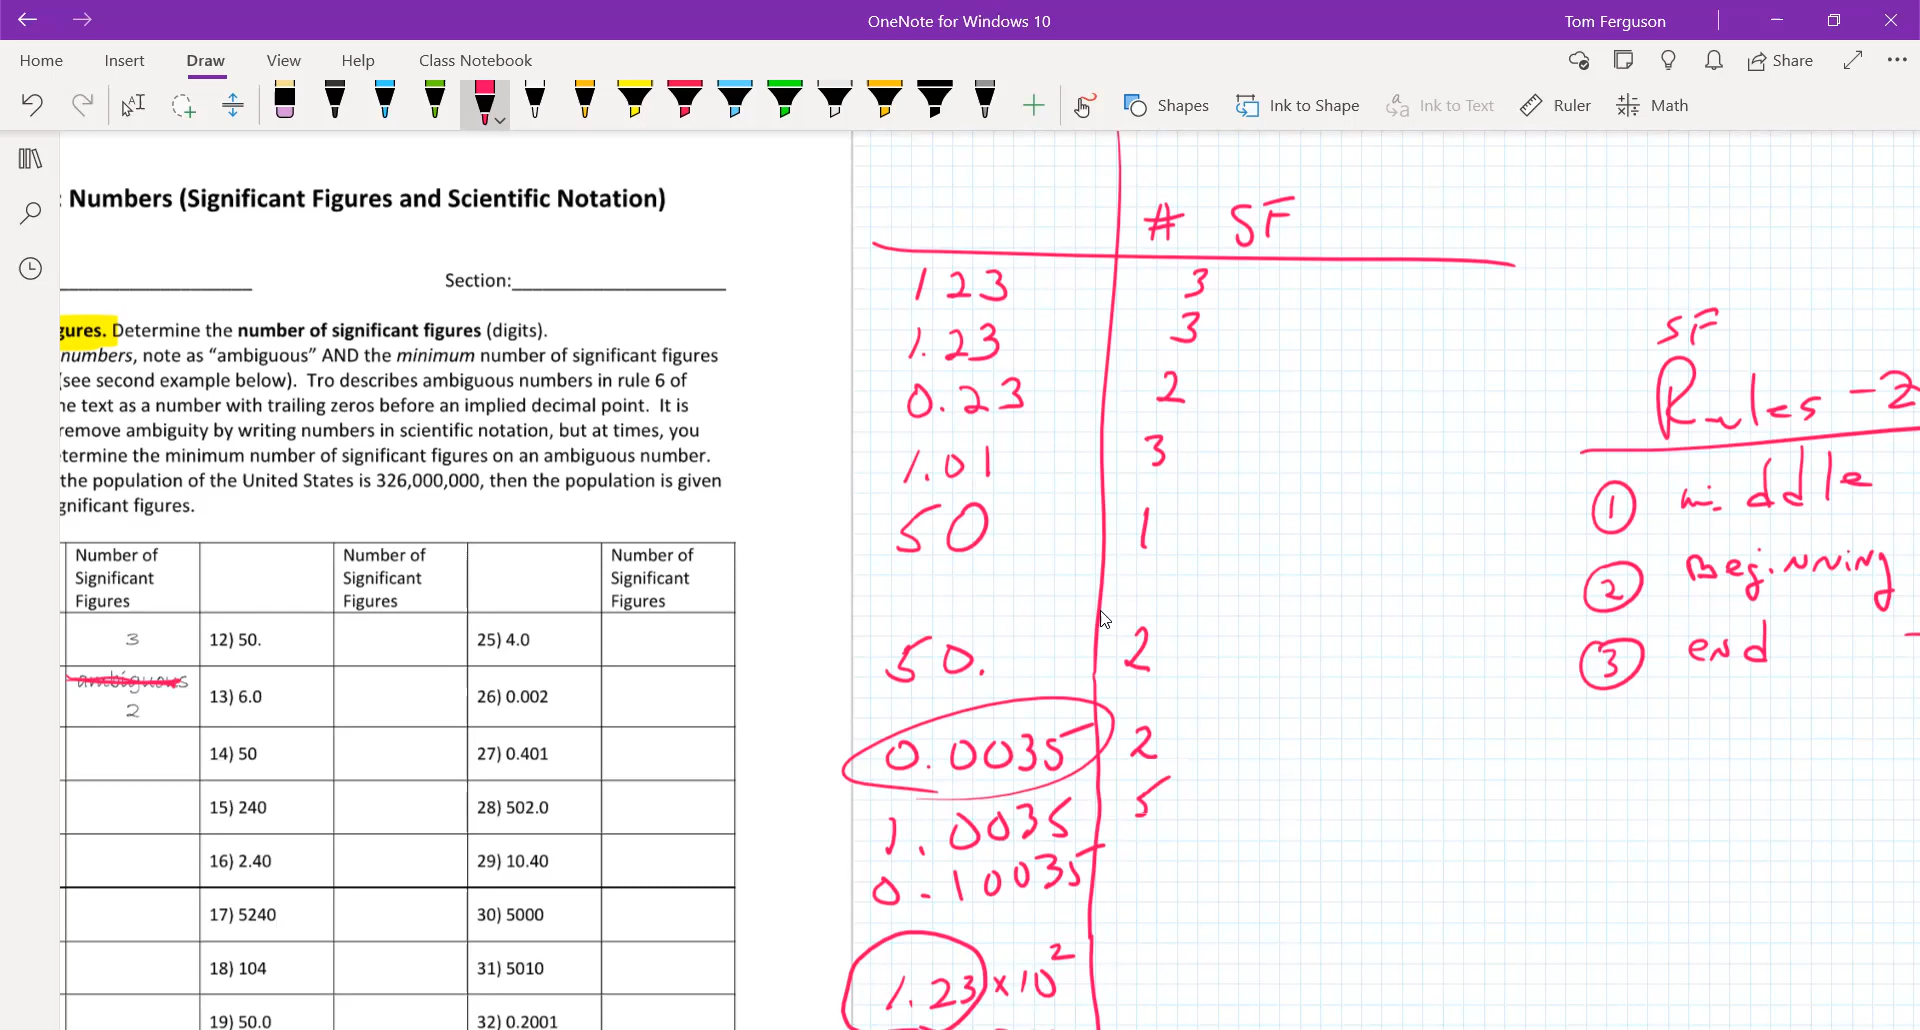 OneNote for Windows 10
Tom Ferguson
Home Insert Draw View Help Class Notebook
Share
Shapes Ink to Shape Ink to Text Ruler Math
: Numbers (Significant Figures and Scientific Notation)
Section:
gures. Determine the number of significant figures (digits).
numbers, note as “ambiguous” AND the minimum number of significant figures
(see second example below). Tro describes ambiguous numbers in rule 6 of
he text as a number with trailing zeros before an implied decimal point. It is
remove ambiguity by writing numbers in scientific notation, but at times, you
termine the minimum number of significant figures on an ambiguous number.
the population of the United States is 326,000,000, then the population is given
gnificant figures.
Number of Number of Number of
Significant Significant Significant
Figures Figures Figures
3 12) 50. 25) 4.0
ambiguous
2 13) 6.0 26) 0.002
14) 50 27) 0.401
15) 240 28) 502.0
16) 2.40 29) 10.40
17) 5240 30) 5000
18) 104 31) 5010
19) 50.0 32) 0.2001
# SF
123 3
1.23 3
0.23 2
1.01 3
50 1
50. 2
0.0035 2
1.0035 5
0.10035
1.23 x 10²
SF
Rules -2
1 middle
2 Beginning
3 end